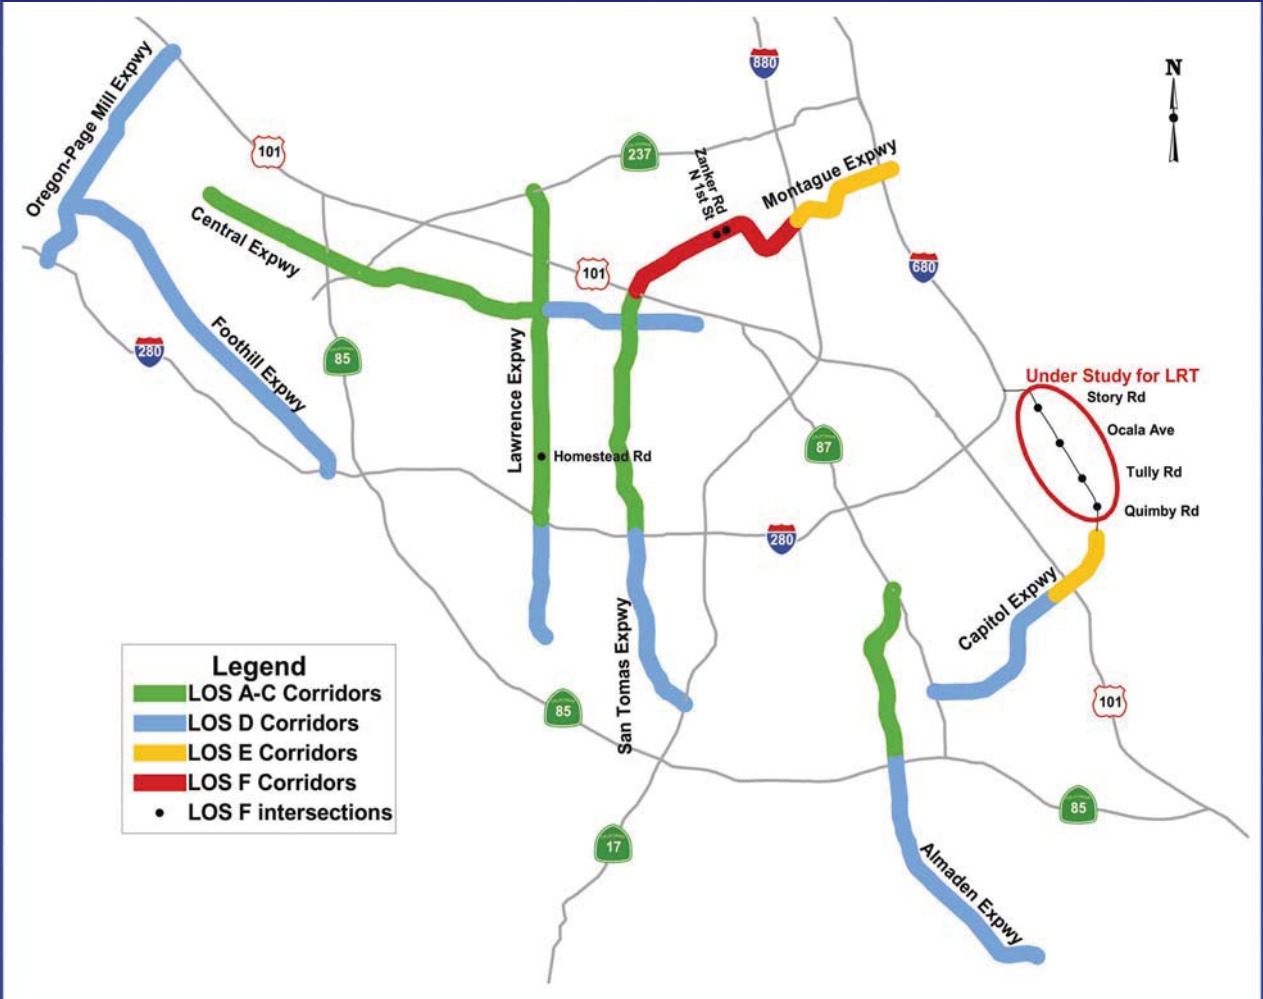 Oregon-Page Mill Expwy
101
880
N
CALIFORNIA
237
Zanker Rd
N 1st St
Montague Expwy
Central Expwy
101
680
280
Foothill Expwy
85
Lawrence Expwy
Homestead Rd
87
Under Study for LRT
Story Rd
Ocala Ave
Tully Rd
Quimby Rd
280
Capitol Expwy
San Tomas Expwy
85
101
85
17
Almaden Expwy
Legend
LOS A-C Corridors
LOS D Corridors
LOS E Corridors
LOS F Corridors
LOS F intersections